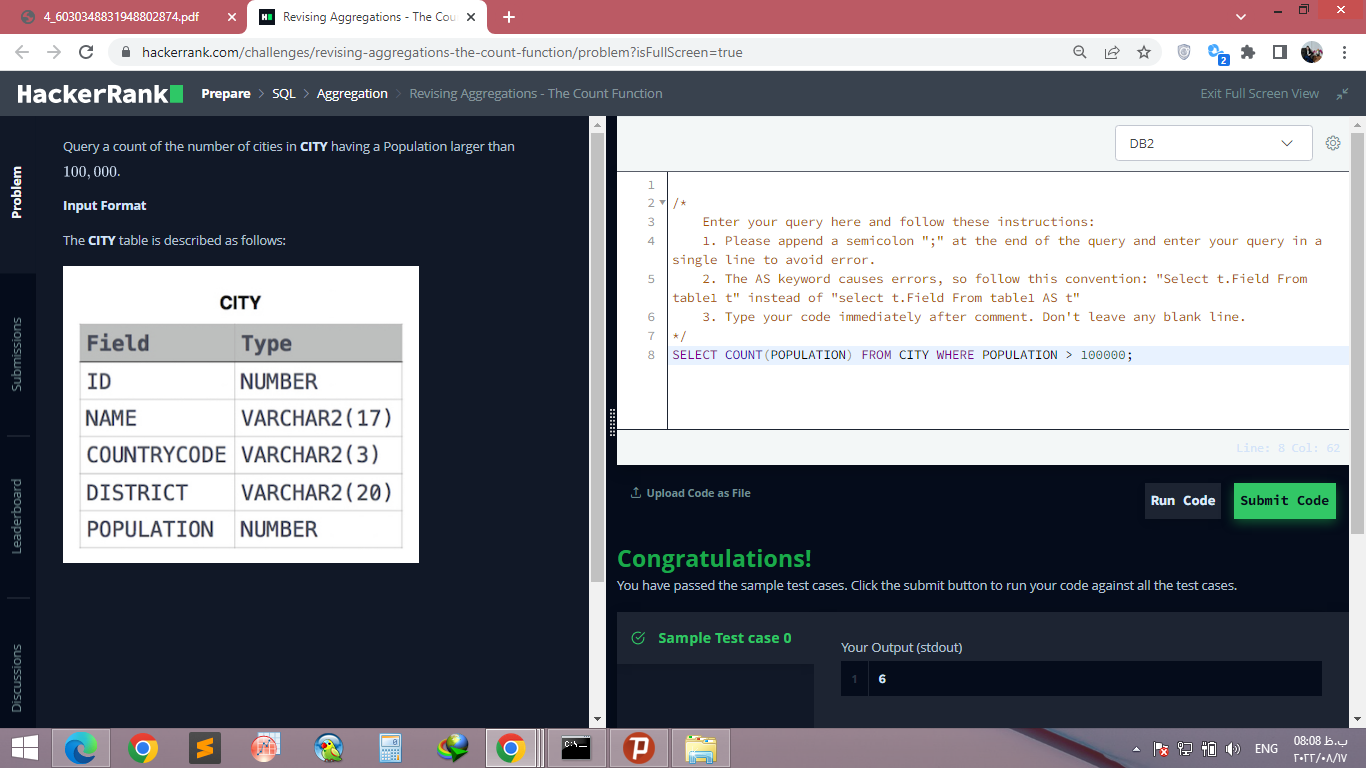 4_6030348831948802874.pdf
Revising Aggregations - The Cou
hackerrank.com/challenges/revising-aggregations-the-count-function/problem?isFullScreen=true
2
HackerRank
Prepare > SQL > Aggregation > Revising Aggregations - The Count Function
Exit Full Screen View
Problem
Submissions
Leaderboard
Discussions
Query a count of the number of cities in CITY having a Population larger than
100,000.
Input Format
The CITY table is described as follows:
CITY
Field Type
ID NUMBER
NAME VARCHAR2(17)
COUNTRYCODE VARCHAR2(3)
DISTRICT VARCHAR2(20)
POPULATION NUMBER
DB2
1
2 /*
3 Enter your query here and follow these instructions:
4 1. Please append a semicolon ";" at the end of the query and enter your query in a
single line to avoid error.
5 2. The AS keyword causes errors, so follow this convention: "Select t.Field From
table1 t" instead of "select t.Field From table1 AS t"
6 3. Type your code immediately after comment. Don't leave any blank line.
7 */
8 SELECT COUNT(POPULATION) FROM CITY WHERE POPULATION > 100000;
Line: 8 Col: 62
Upload Code as File
Run Code
Submit Code
Congratulations!
You have passed the sample test cases. Click the submit button to run your code against all the test cases.
Sample Test case 0
Your Output (stdout)
1 6
ENG
08:08 ب.ظ
٢٠٢٢/٠٨/١٧